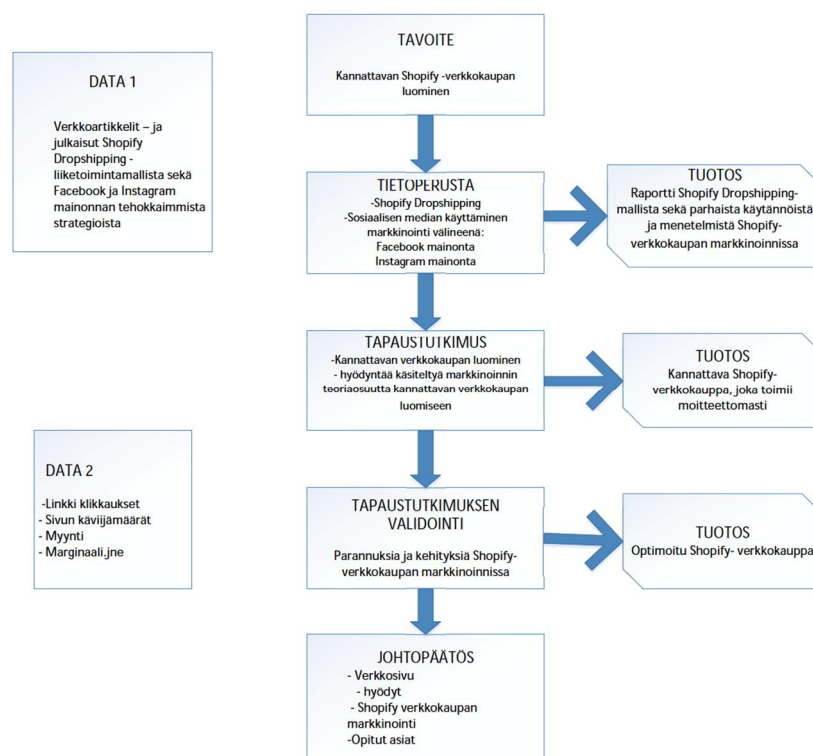 TAVOITE
Kannattavan Shopify -verkkokaupan
luominen
DATA 1
Verkkoartikkelit – ja
julkaisut Shopify
Dropshipping -
liiketoimintamallista sekä
Facebook ja Instagram
mainonnan tehokkaimmista
strategioista
TIETOPERUSTA
-Shopify Dropshipping
-Sosiaalisen median käyttäminen
markkinointi välineenä:
Facebook mainonta
Instagram mainonta
TUOTOS
Raportti Shopify Dropshipping-
mallista sekä parhaista käytännöistä
ja menetelmistä Shopify-
verkkokaupan markkinoinnissa
TAPAUSTUTKIMUS
-Kannattavan verkkokaupan luominen
- hyödyntää käsiteltyä markkinoinnin
teoriaosuutta kannattavan verkkokaupan
luomiseen
TUOTOS
Kannattava Shopify-
verkkokauppa, joka toimii
moitteettomasti
DATA 2
-Linkki klikkaukset
- Sivun kävijämäärät
- Myynti
- Marginaali,jne
TAPAUSTUTKIMUKSEN
VALIDOINTI
Parannuksia ja kehityksiä Shopify-
verkkokaupan markkinoinnissa
TUOTOS
Optimoitu Shopify- verkkokauppa
JOHTOPÄÄTÖS
- Verkkosivu
- hyödyt
- Shopify verkkokaupan
markkinointi
-Opitut asiat